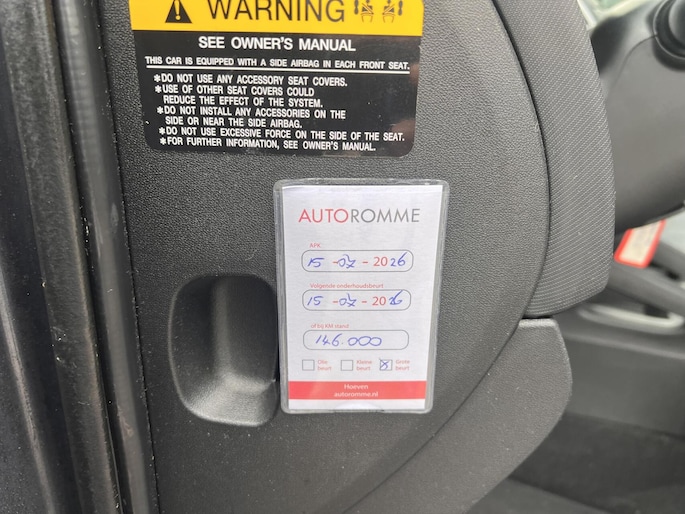 WARNING
SEE OWNER'S MANUAL
THIS CAR IS EQUIPPED WITH A SIDE AIRBAG IN EACH FRONT SEAT.
*DO NOT USE ANY ACCESSORY SEAT COVERS.
*USE OF OTHER SEAT COVERS COULD
REDUCE THE EFFECT OF THE SYSTEM.
*DO NOT INSTALL ANY ACCESSORIES ON THE
SIDE OR NEAR THE SIDE AIRBAG.
*DO NOT USE EXCESSIVE FORCE ON THE SIDE OF THE SEAT.
*FOR FURTHER INFORMATION, SEE OWNER'S MANUAL.
AUTOROMME
APK
15 - 07 - 2026
Volgende onderhoudsbeurt
15 - 07 - 2026
of bij KM stand
146.000
Olie Kleine Grote
beurt beurt beurt
Hoeven
autoromme.nl